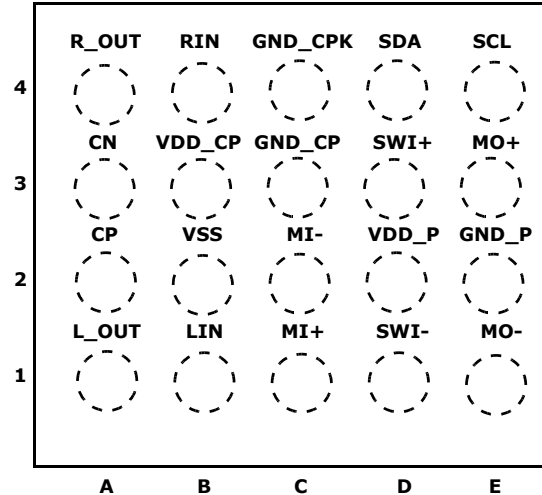 R_OUT RIN GND_CPK SDA SCL
4
CN VDD_CP GND_CP SWI+ MO+
3
CP VSS MI- VDD_P GND_P
2
L_OUT LIN MI+ SWI- MO-
1
A B C D E